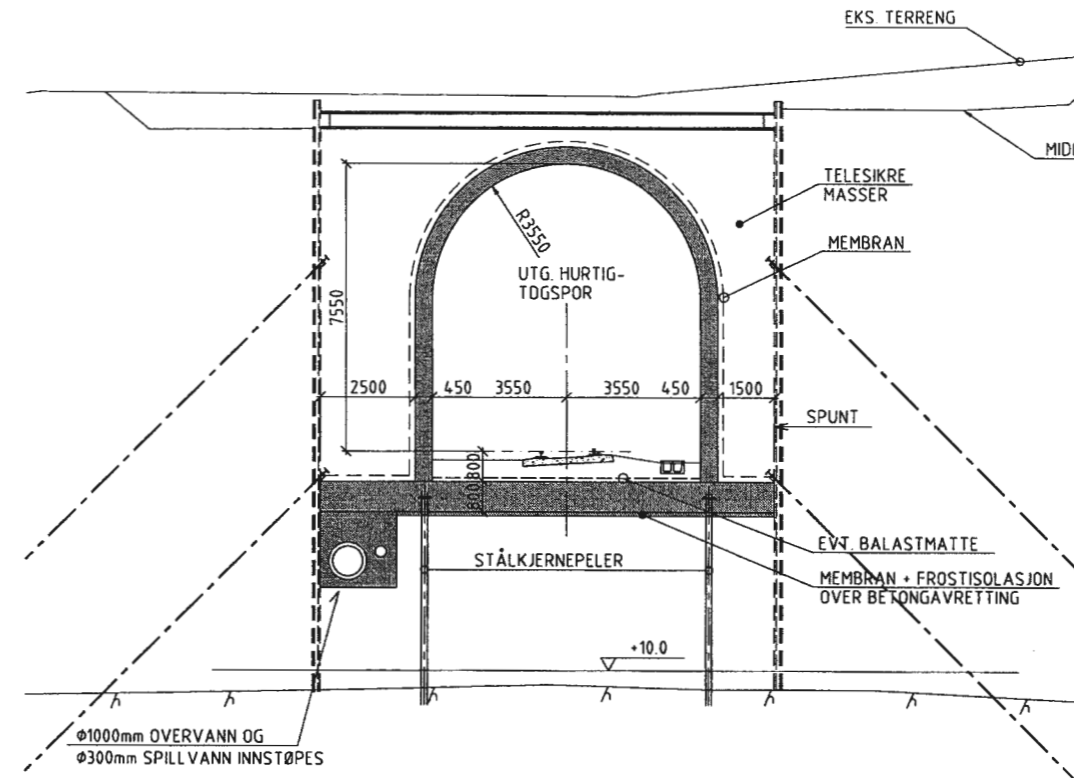 EKS. TERRENG
TELESIKRE
MASSER
MEMBRAN
R3550
UTG. HURTIG-
TOGSPOR
7550
2500
450
3550
3550
450
1500
SPUNT
800
800
EVT. BALASTMATTE
STÅLKJERNEPELER
MEMBRAN + FROSTISOLASJON
OVER BETONGAVRETTING
+10.0
Φ1000mm OVERVANN OG
Φ300mm SPILLVANN INNSTØPES